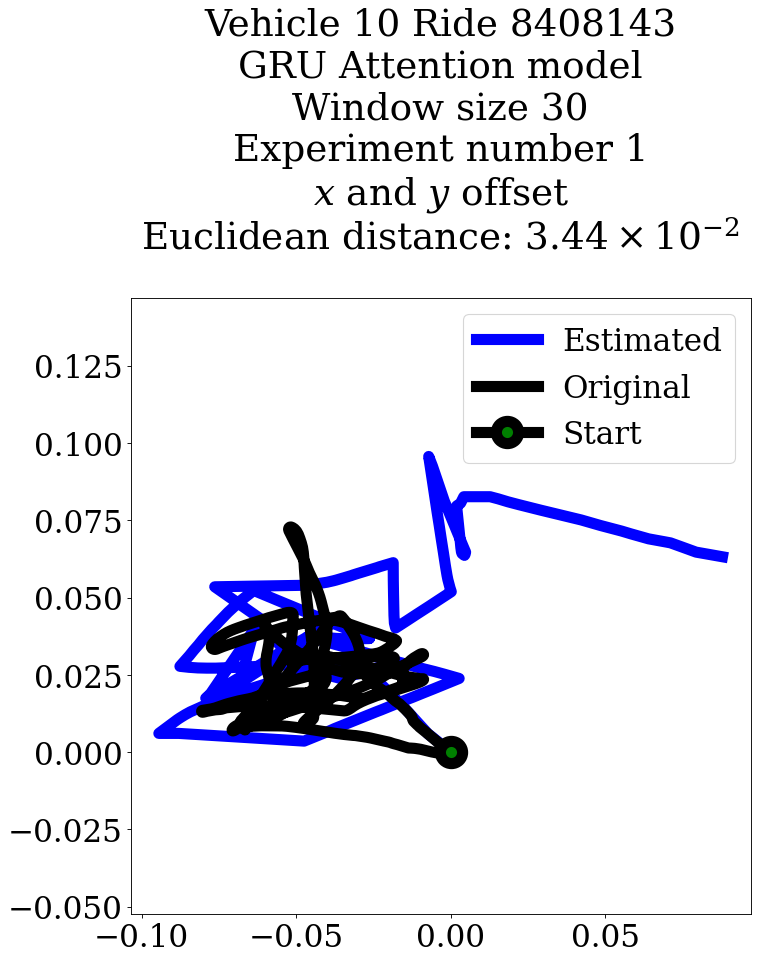 Vehicle 10 Ride 8408143
GRU Attention model
Window size 30
Experiment number 1
x and y offset
Euclidean distance: 3.44 × 10⁻²
Estimated
Original
Start
0.125
0.100
0.075
0.050
0.025
0.000
−0.025
−0.050
−0.10
−0.05
0.00
0.05